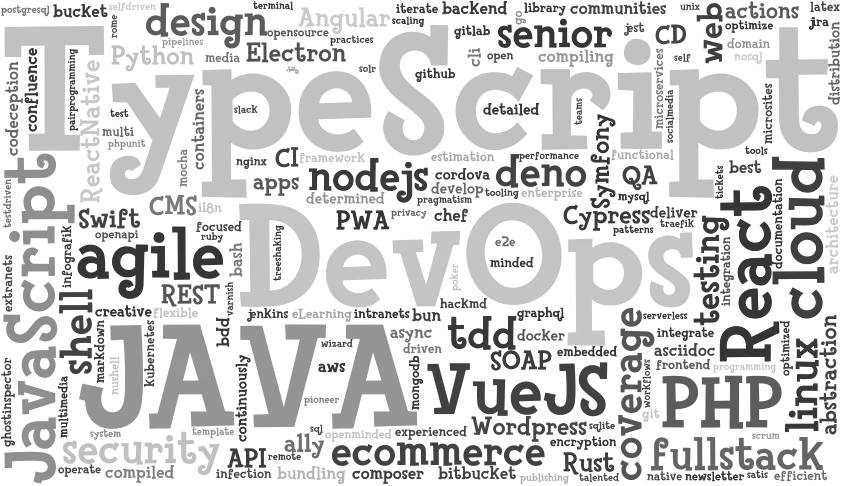 postgresql
bucket
selfdriven
rome
design
terminal
opensource
practices
pipelines
Angular
iterate
backend
scaling
gitlab
go
library
communities
unix
jest
senior
CD
web
actions
optimize
latex
jira
Python
media
Electron
solr
github
cli
open
compiling
self
domain
nosql
distribution
TypeScript
codeception
confluence
pairprogramming
ReactNative
test
multi
phpunit
mocha
containers
slack
detailed
teams
microservices
socialmedia
microsites
tools
nginx
CI
framework
estimation
performance
functional
apps
determined
nodejs
cordova
develop
tooling
pragmatism
deno
enterprise
Symfony
QA
mysql
tickets
best
testdriven
JavaScript
CMS
i18n
Swift
openapi
focused
ruby
PWA
privacy
chef
Cypress
deliver
traefik
patterns
React
cloud
documentation
architecture
infografik
extranets
agile
bash
treeshaking
DevOps
e2e
minded
poker
testing
integration
REST
varnish
hackmd
shell
creative
flexible
markdown
nushell
kubernetes
jenkins
eLearning
intranets
bun
graphql
serverless
bdd
JAVA
wizard
aws
pioneer
async
driven
mongodb
tdd
docker
SOAP
embedded
coverage
integrate
asciidoc
frontend
programming
optimized
workflows
linux
abstraction
ghostinspector
multimedia
continuously
VueJS
PHP
git
Wordpress
sqlite
scrum
system
template
sql
openminded
experienced
encryption
security
a11y
API
remote
ecommerce
Rust
fullstack
operate
compiled
infection
bundling
composer
bitbucket
publishing
talented
native
newsletter
satis
efficient